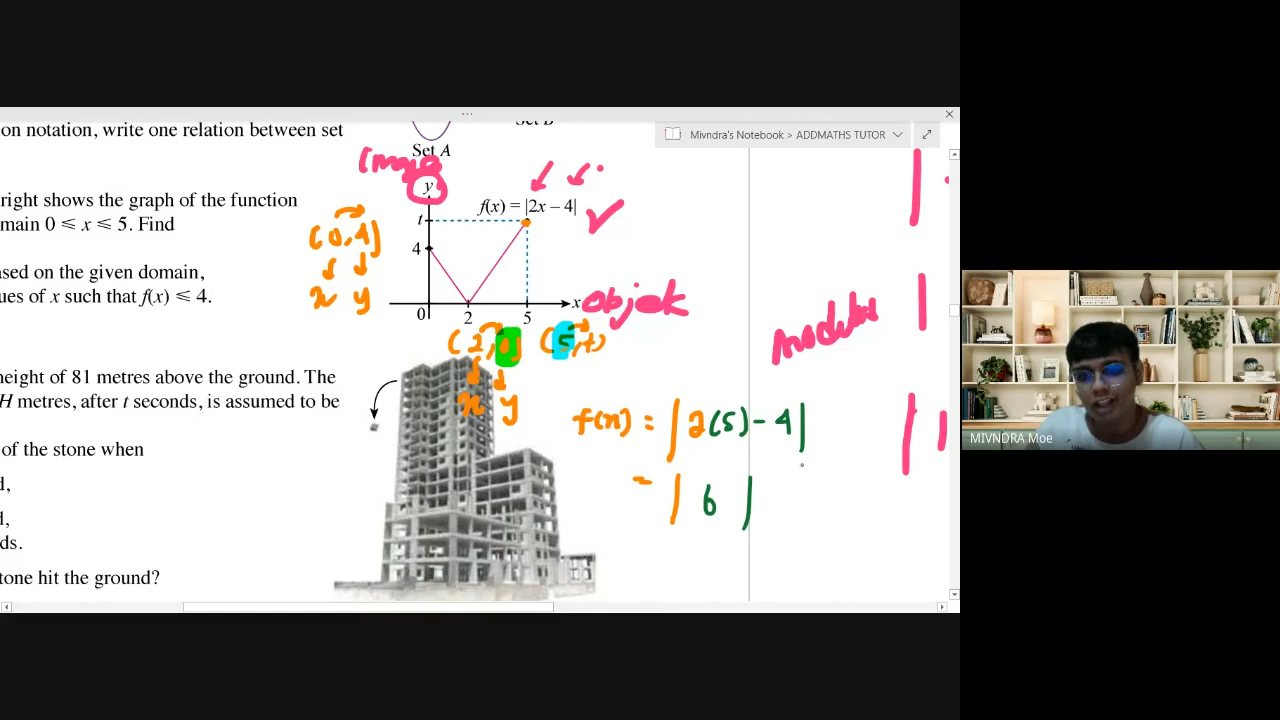 on notation, write one relation between set
Set B
Mivndra's Notebook > ADDMATHS TUTOR
Set A
y
right shows the graph of the function
f(x) = |2x – 4|
main 0 ⩽ x ⩽ 5. Find
t
(0,4)
4
ased on the given domain,
x y
ues of x such that f(x) ⩽ 4.
x objek
0 2 5
(2,0) (5,t)
modulus
height of 81 metres above the ground. The
H metres, after t seconds, is assumed to be
x y
f(x) = |2(5) - 4|
MIVNDRA Moe
of the stone when
d,
= |6|
d,
ds.
stone hit the ground?